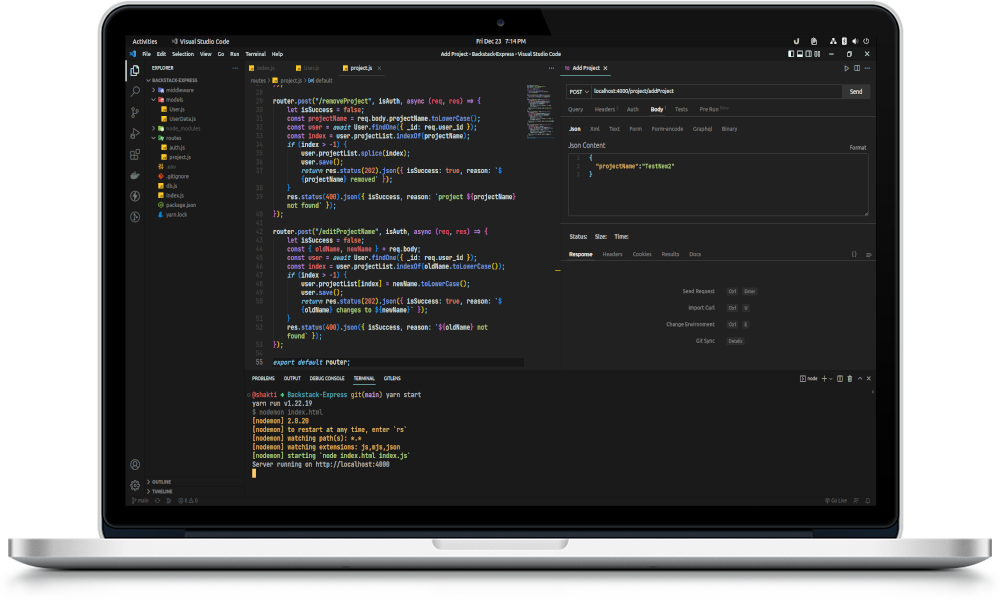 Activities
Visual Studio Code
Fri Dec 23 7:14 PM
File Edit Selection View Go Run Terminal Help
Add Project - Backstack-Express - Visual Studio Code
EXPLORER
BACKSTACK-EXPRESS
middleware
models
User.js
UserData.js
node_modules
routes
auth.js
project.js
.env
.gitignore
db.js
index.js
package.json
yarn.lock
OUTLINE
TIMELINE
main
0 0
index.js
User.js
project.js
routes > project.js > default
28 });
30
31 router.post("/removeProject", isAuth, async (req, res) => {
let isSuccess = false;
const projectName = req.body.projectName.toLowerCase();
const user = await User.findOne({ _id: req.user_id });
const index = user.projectList.indexOf(projectName);
if (index > -1) {
user.projectList.splice(index);
user.save();
return res.status(202).json({ isSuccess: true, reason: `$
{projectName} removed` });
38 }
39 res.status(400).json({ isSuccess, reason: `project ${projectName}
not found` });
40 });
41
42 router.post("/editProjectName", isAuth, async (req, res) => {
43 let isSuccess = false;
44 const { oldName, newName } = req.body;
45 const user = await User.findOne({ _id: req.user_id });
46 const index = user.projectList.indexOf(oldName.toLowerCase());
47 if (index > -1) {
48 user.projectList[index] = newName.toLowerCase();
49 user.save();
50 return res.status(202).json({ isSuccess: true, reason: `$
{oldName} changes to ${newName}` });
51 }
52 res.status(400).json({ isSuccess, reason: `${oldName} not
found` });
53 });
54
55 export default router;
Add Project
POST
localhost:4000/project/addProject
Send
Query Headers Auth Body 1 Tests Pre Run
Json Xml Text Form Form-encode Graphql Binary
Json Content
Format
1 {
2 "projectName":"TestNew2"
3 }
Status: Size: Time:
Response Headers Cookies Results Docs
{}
Send Request Ctrl Enter
Import Curl Ctrl O
Change Environment Ctrl E
Git Sync Details
PROBLEMS OUTPUT DEBUG CONSOLE TERMINAL GITLENS
node
@shakti → Backstack-Express git(main) yarn start
yarn run v1.22.19
$ nodemon index.html
[nodemon] 2.0.20
[nodemon] to restart at any time, enter `rs`
[nodemon] watching path(s): *.*
[nodemon] watching extensions: js,mjs,json
[nodemon] starting `node index.html index.js`
Server running on http://localhost:4000
Go Live